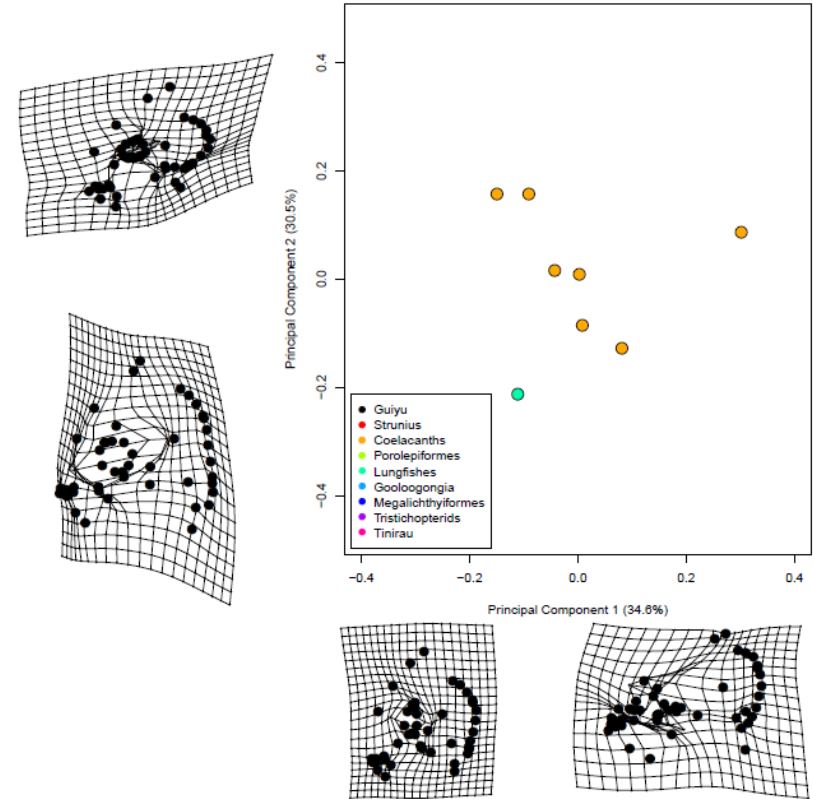 0.4
0.2
0.0
−0.2
−0.4
Principal Component 2 (30.5%)
Guiyu
Strunius
Coelacanths
Porolepiformes
Lungfishes
Gooloogongia
Megalichthyiformes
Tristichopterids
Tinirau
−0.4 −0.2 0.0 0.2 0.4
Principal Component 1 (34.6%)